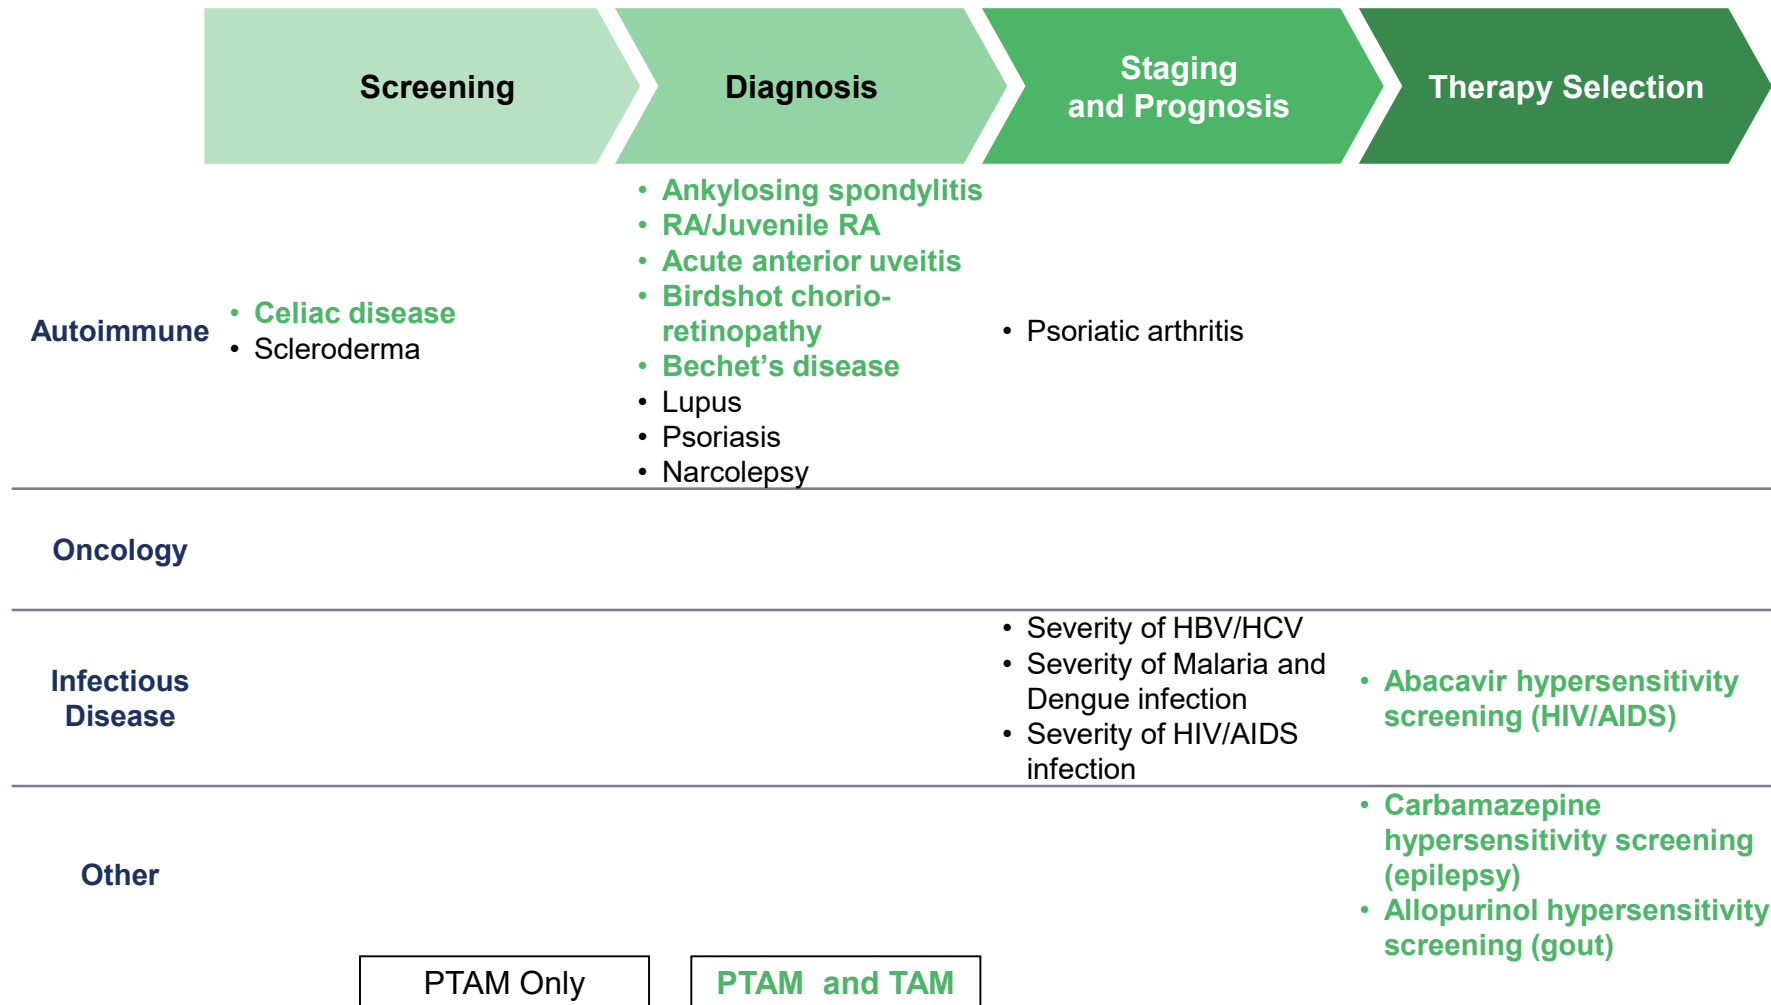 Screening
Diagnosis
Staging
and Prognosis
Therapy Selection
Autoimmune
• Celiac disease
• Scleroderma
• Ankylosing spondylitis
• RA/Juvenile RA
• Acute anterior uveitis
• Birdshot chorio-
retinopathy
• Bechet’s disease
• Lupus
• Psoriasis
• Narcolepsy
• Psoriatic arthritis
Oncology
Infectious
Disease
• Severity of HBV/HCV
• Severity of Malaria and
Dengue infection
• Severity of HIV/AIDS
infection
• Abacavir hypersensitivity
screening (HIV/AIDS)
Other
• Carbamazepine
hypersensitivity screening
(epilepsy)
• Allopurinol hypersensitivity
screening (gout)
PTAM Only
PTAM and TAM